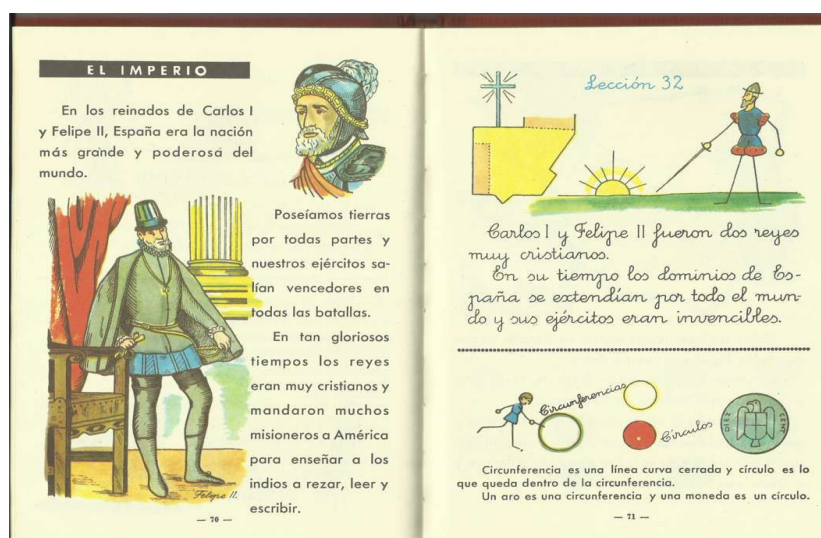 EL IMPERIO
En los reinados de Carlos I
y Felipe II, España era la nación
más grande y poderosa del
mundo.
Poseíamos tierras
por todas partes y
nuestros ejércitos sa-
lían vencedores en
todas las batallas.
En tan gloriosos
tiempos los reyes
eran muy cristianos y
mandaron muchos
misioneros a América
para enseñar a los
indios a rezar, leer y
escribir.
Felipe II.
— 70 —
Lección 32
Carlos I y Felipe II fueron dos reyes
muy cristianos.
En su tiempo los dominios de Es-
paña se extendían por todo el mun-
do y sus ejércitos eran invencibles.
Circunferencias
Círculos
DIEZ CENT
Circunferencia es una línea curva cerrada y círculo es lo
que queda dentro de la circunferencia.
Un aro es una circunferencia y una moneda es un círculo.
— 71 —